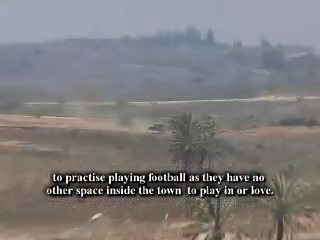 to practise playing football as they have no
other space inside the town to play in or love.